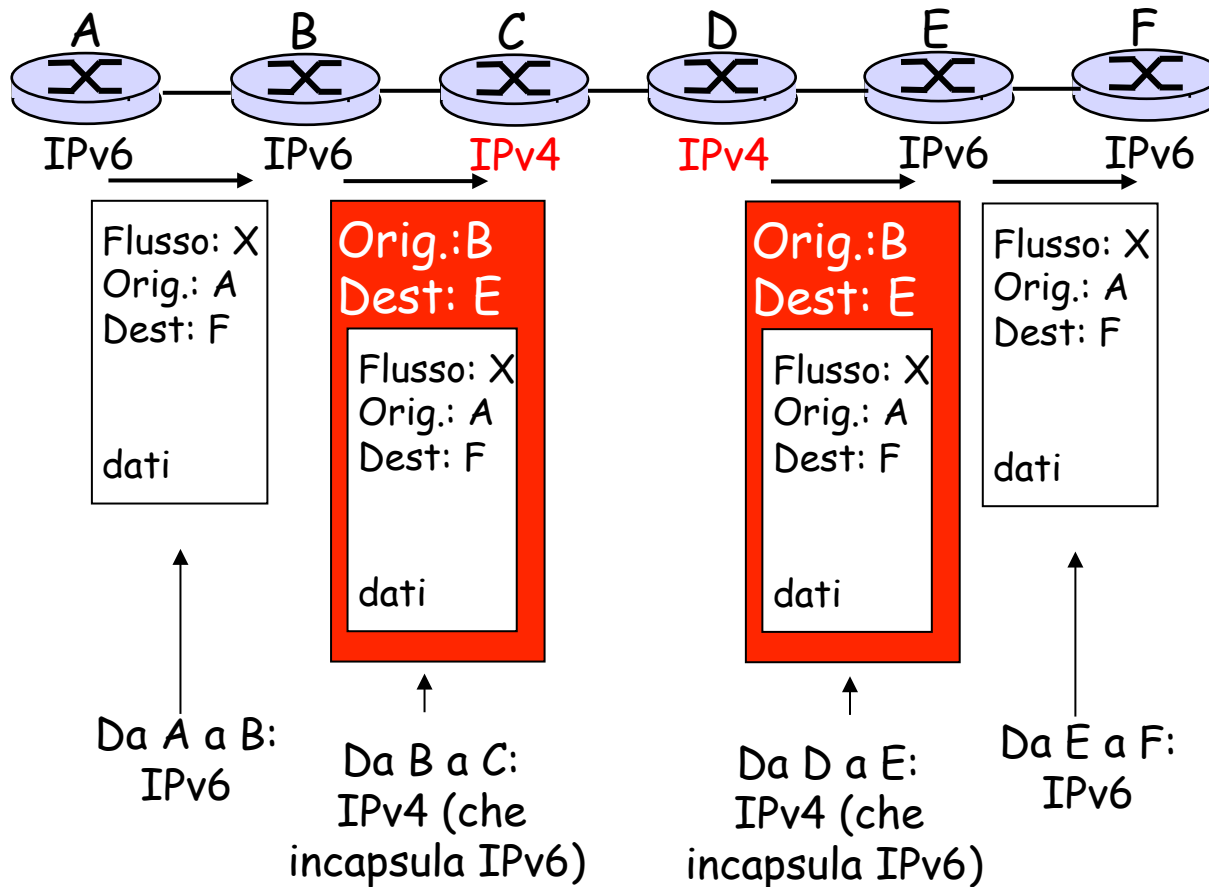 A
B
C
D
E
F
IPv6
IPv6
IPv4
IPv4
IPv6
IPv6
Flusso: X
Orig.: A
Dest: F
dati
Orig.:B
Dest: E
Flusso: X
Orig.: A
Dest: F
dati
Orig.:B
Dest: E
Flusso: X
Orig.: A
Dest: F
dati
Flusso: X
Orig.: A
Dest: F
dati
Da A a B:
IPv6
Da B a C:
IPv4 (che
incapsula IPv6)
Da D a E:
IPv4 (che
incapsula IPv6)
Da E a F:
IPv6